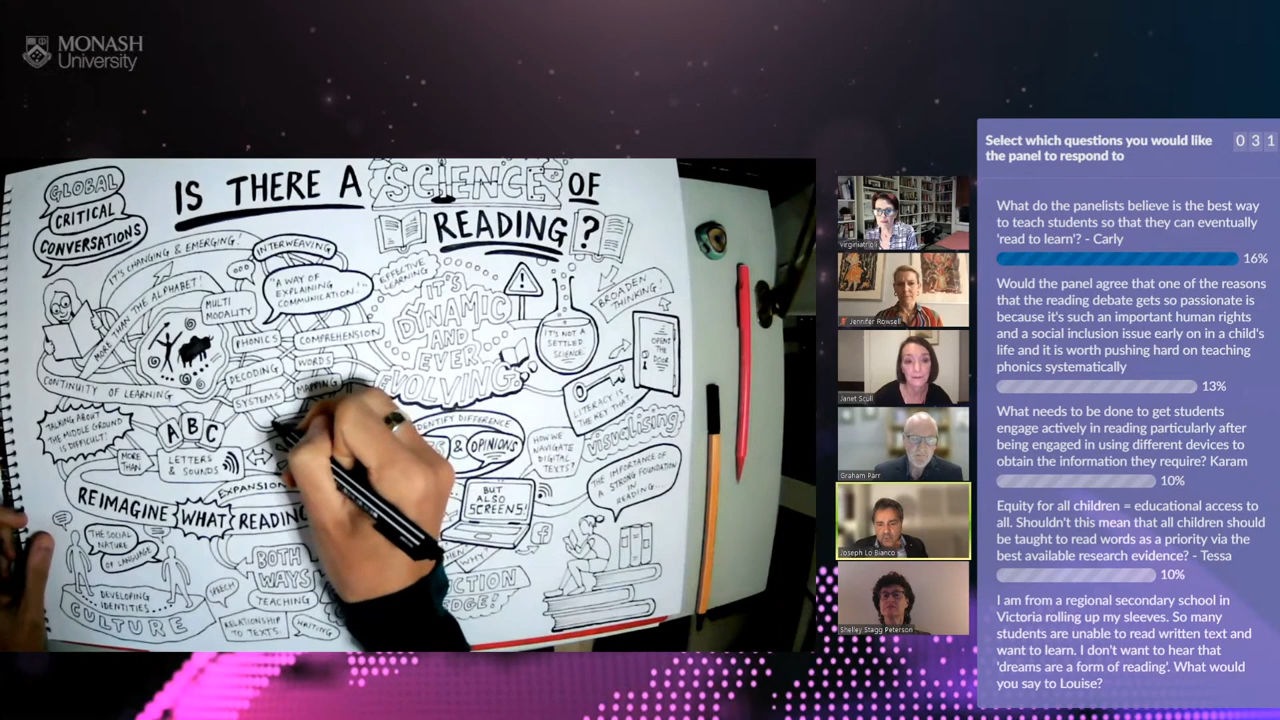 MONASH
University
GLOBAL
CRITICAL
CONVERSATIONS
IS THERE A SCIENCE OF
READING?
IT'S CHANGING & EMERGING!
MORE THAN THE ALPHABET!
INTERWEAVING
"A WAY OF
EXPLAINING
COMMUNICATION!"
MULTI
MODALITY
PHONICS
COMPREHENSION
DECODING
WORDS
SYSTEMS
MAPPING
CONTINUITY OF LEARNING
EFFECTIVE
LEARNING
IT'S
DYNAMIC
AND
EVER
EVOLVING
IT'S NOT A
SETTLED
SCIENCE.
BROADEN
THINKING!
OPENS
THE
DOOR
LITERACY IS
THE KEY THAT.
TALKING ABOUT
THE MIDDLE GROUND
IS DIFFICULT!
ABC
MORE
THAN
LETTERS
& SOUNDS
IDENTIFY DIFFERENCE
& OPINIONS
HOW WE
NAVIGATE
DIGITAL
TEXTS?
visualising
THE IMPORTANCE OF
A STRONG FOUNDATION
IN
READING
EXPANSION
REIMAGINE WHAT READING
BUT
ALSO
SCREENS!
THE SOCIAL
NATURE
OF LANGUAGE
DEVELOPING
IDENTITIES
CULTURE
BOTH
WAYS
TEACHING
SPEECH
RELATIONSHIP
TO TEXTS.
WRITING
WHEN
WHY
Jennifer Rowsell
Janet Scull
Graham Parr
Joseph Lo Bianco
Shelley Stagg Peterson
Select which questions you would like
the panel to respond to
0 3 1
What do the panelists believe is the best way
to teach students so that they can eventually
'read to learn'? - Carly
16%
Would the panel agree that one of the reasons
that the reading debate gets so passionate is
because it's such an important human rights
and a social inclusion issue early on in a child's
life and it is worth pushing hard on teaching
phonics systematically
13%
What needs to be done to get students
engage actively in reading particularly after
being engaged in using different devices to
obtain the information they require? Karam
10%
Equity for all children = educational access to
all. Shouldn't this mean that all children should
be taught to read words as a priority via the
best available research evidence? - Tessa
10%
I am from a regional secondary school in
Victoria rolling up my sleeves. So many
students are unable to read written text and
want to learn. I don't want to hear that
'dreams are a form of reading'. What would
you say to Louise?